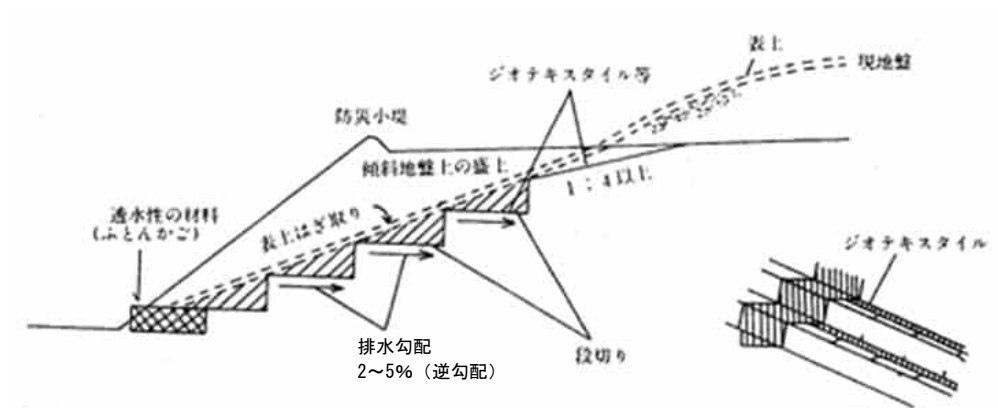 表土
ジオテキスタイル等
現地盤
防災小堤
傾斜地盤上の盛土
1:4以上
透水性の材料
(ふとんかご)
表土はぎ取り
ジオテキスタイル
排水勾配
段切り
2～5%(逆勾配)